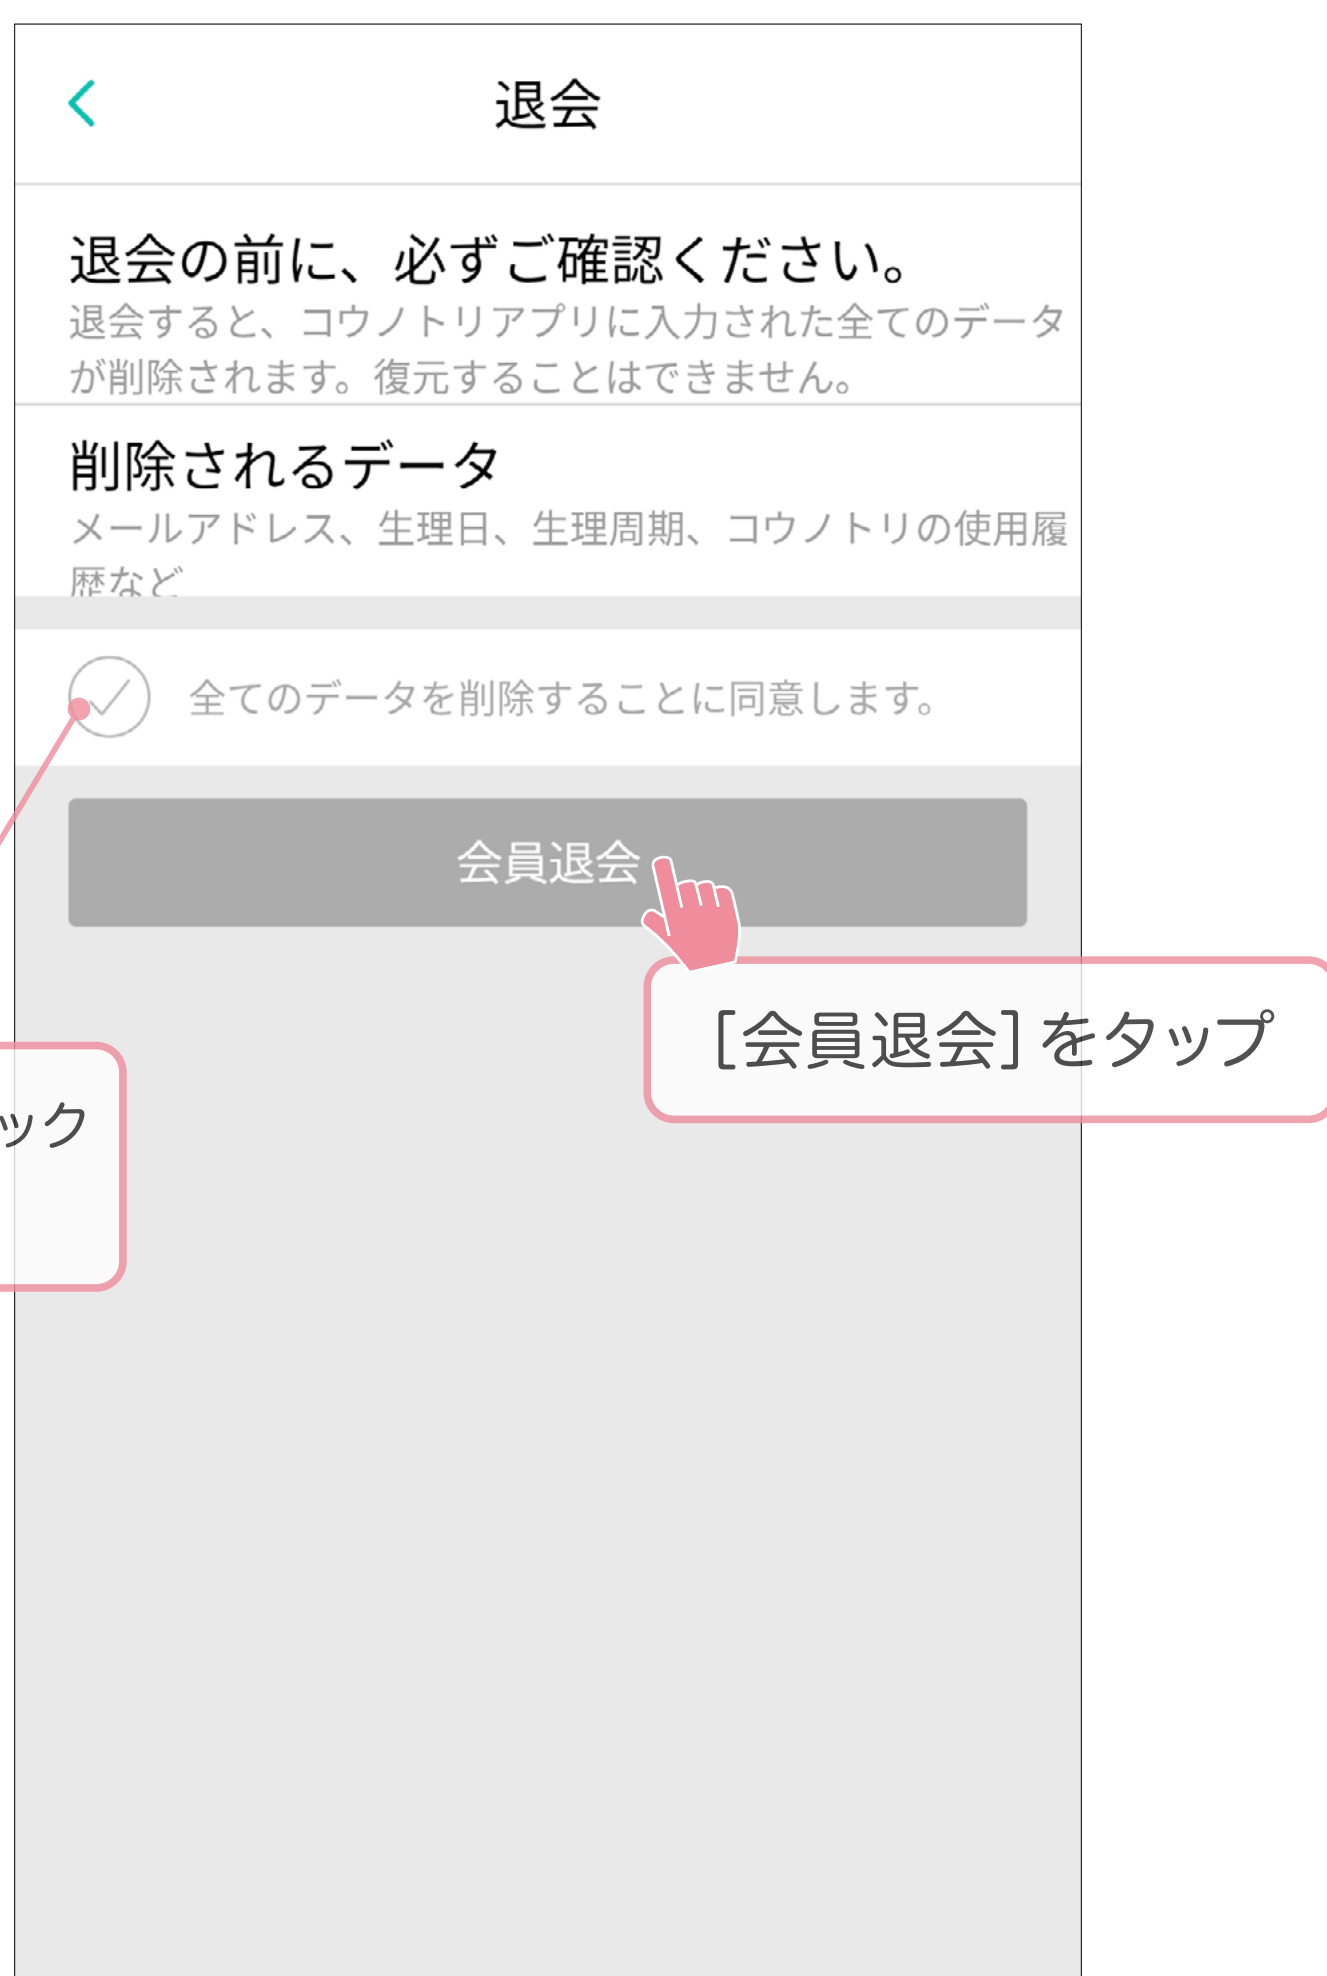 退会
退会の前に、必ずご確認ください。
退会すると、コウノトリアプリに入力された全てのデータ
が削除されます。復元することはできません。
削除されるデータ
メールアドレス、生理日、生理周期、コウノトリの使用履
歴など
全てのデータを削除することに同意します。
会員退会
[会員退会]をタップ
ック